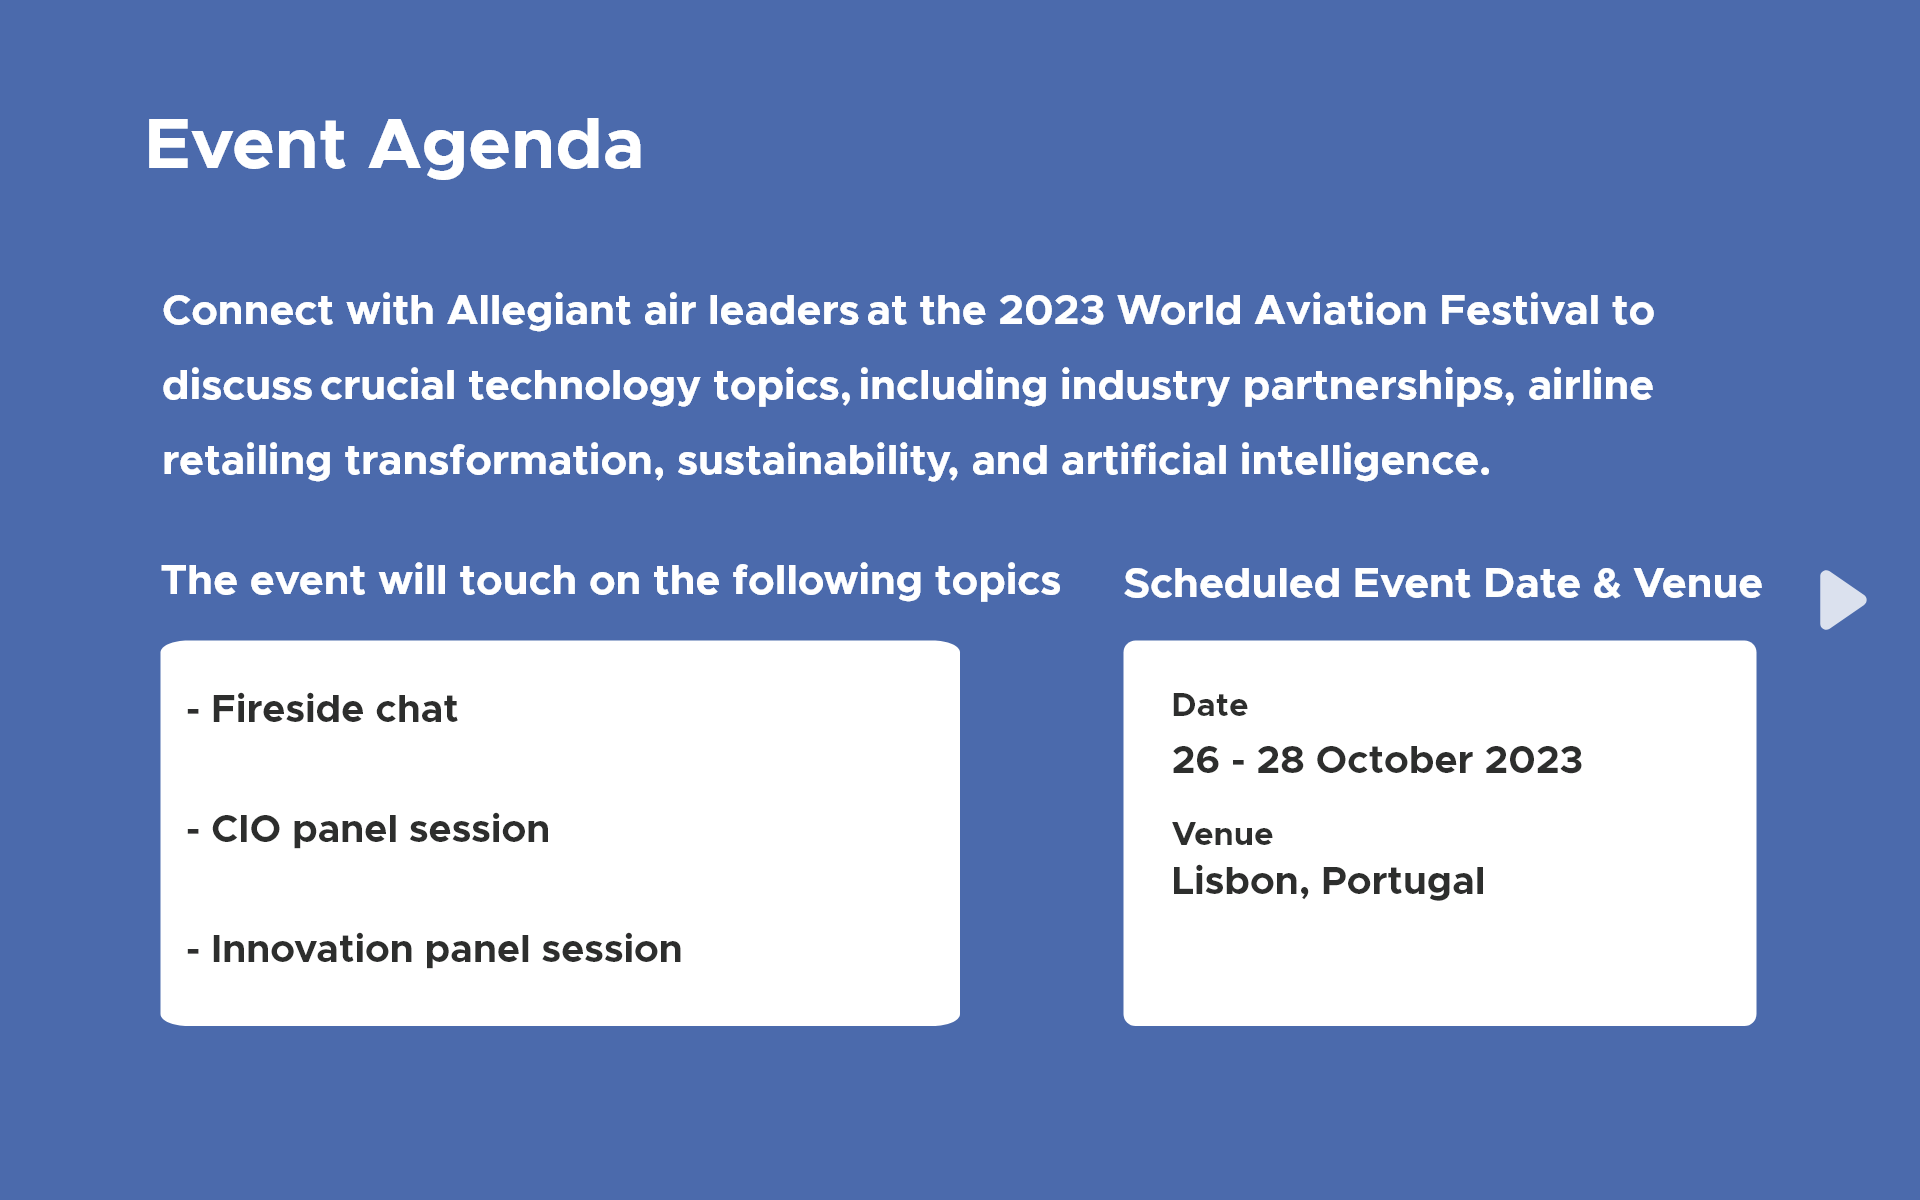 Event Agenda
Connect with Allegiant air leaders at the 2023 World Aviation Festival to
discuss crucial technology topics, including industry partnerships, airline
retailing transformation, sustainability, and artificial intelligence.
The event will touch on the following topics
- Fireside chat
- CIO panel session
- Innovation panel session
Scheduled Event Date & Venue
Date
26 - 28 October 2023
Venue
Lisbon, Portugal